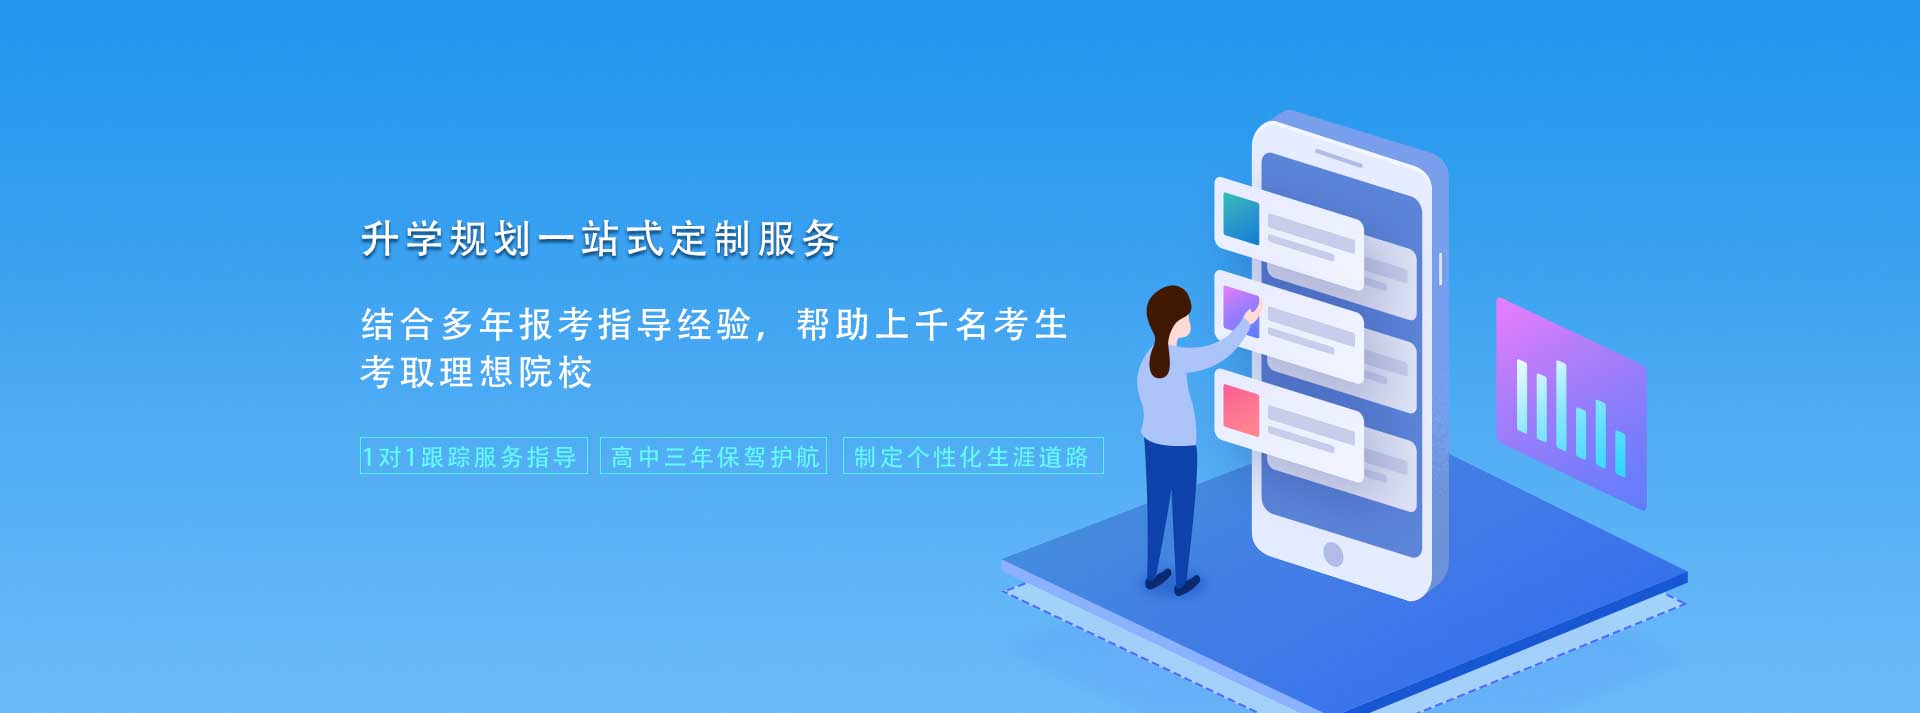 升学规划一站式定制服务
结合多年报考指导经验，帮助上千名考生
考取理想院校
1对1跟踪服务指导 高中三年保驾护航 制定个性化生涯道路